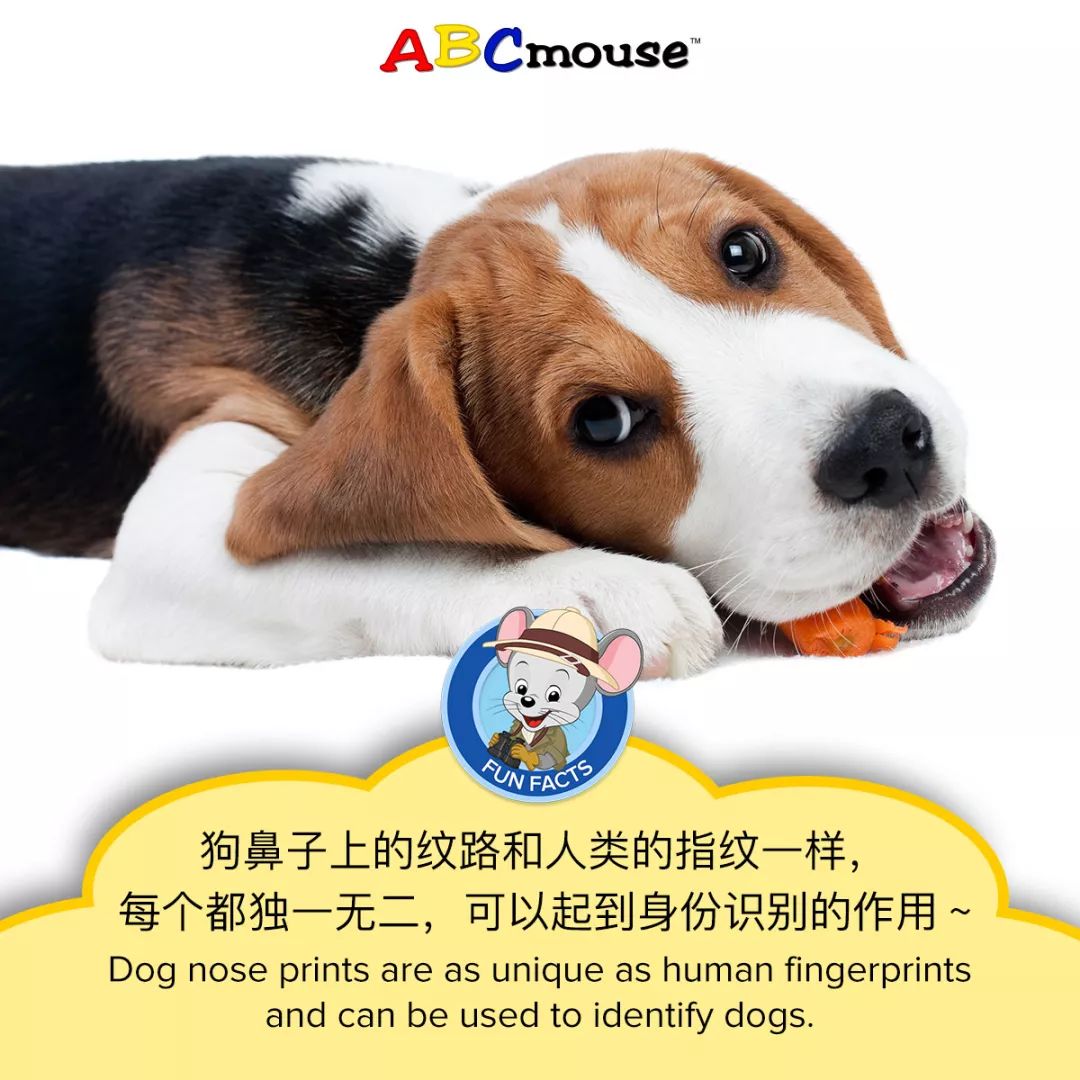 ABCmouse™
FUN FACTS
狗鼻子上的纹路和人类的指纹一样，
每个都独一无二，可以起到身份识别的作用～
Dog nose prints are as unique as human fingerprints
and can be used to identify dogs.